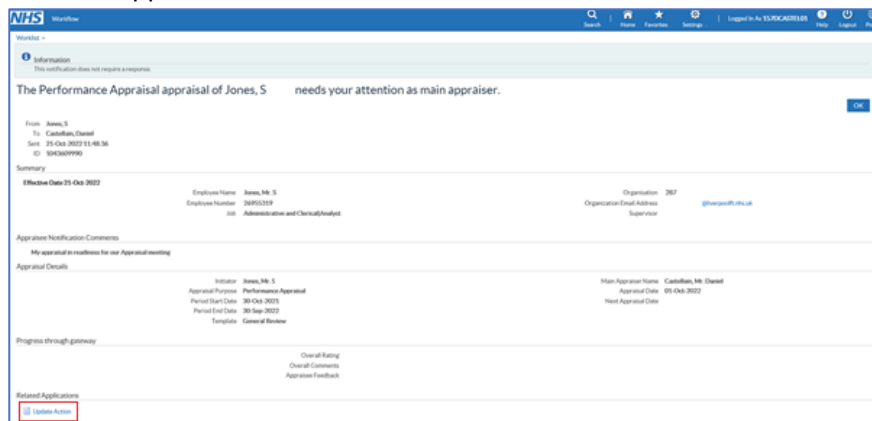 NHS Workflow Search Home Favorites Settings Logged In As 157DCASTEL01 Help Logout
Worklist >
Information
This notification does not require a response.
The Performance Appraisal appraisal of Jones, S needs your attention as main appraiser.
OK
From Jones, S
To Castellain, Daniel
Sent 21-Oct-2022 11:48:36
ID 1043609990
Summary
Effective Date 21-Oct-2022
Employee Name Jones, Mr. S Organisation 287
Employee Number 26955319 Organization Email Address @liverpoolft.nhs.uk
Job Administrative and Clerical|Analyst. Supervisor
Appraisee Notification Comments
My appraisal in readiness for our Appraisal meeting
Appraisal Details
Initiator Jones, Mr. S Main Appraiser Name Castellain, Mr. Daniel
Appraisal Purpose Performance Appraisal Appraisal Date 01-Oct-2022
Period Start Date 30-Oct-2021 Next Appraisal Date
Period End Date 30-Sep-2022
Template General Review
Progress through gateway
Overall Rating
Overall Comments
Appraisee Feedback
Related Applications
Update Action